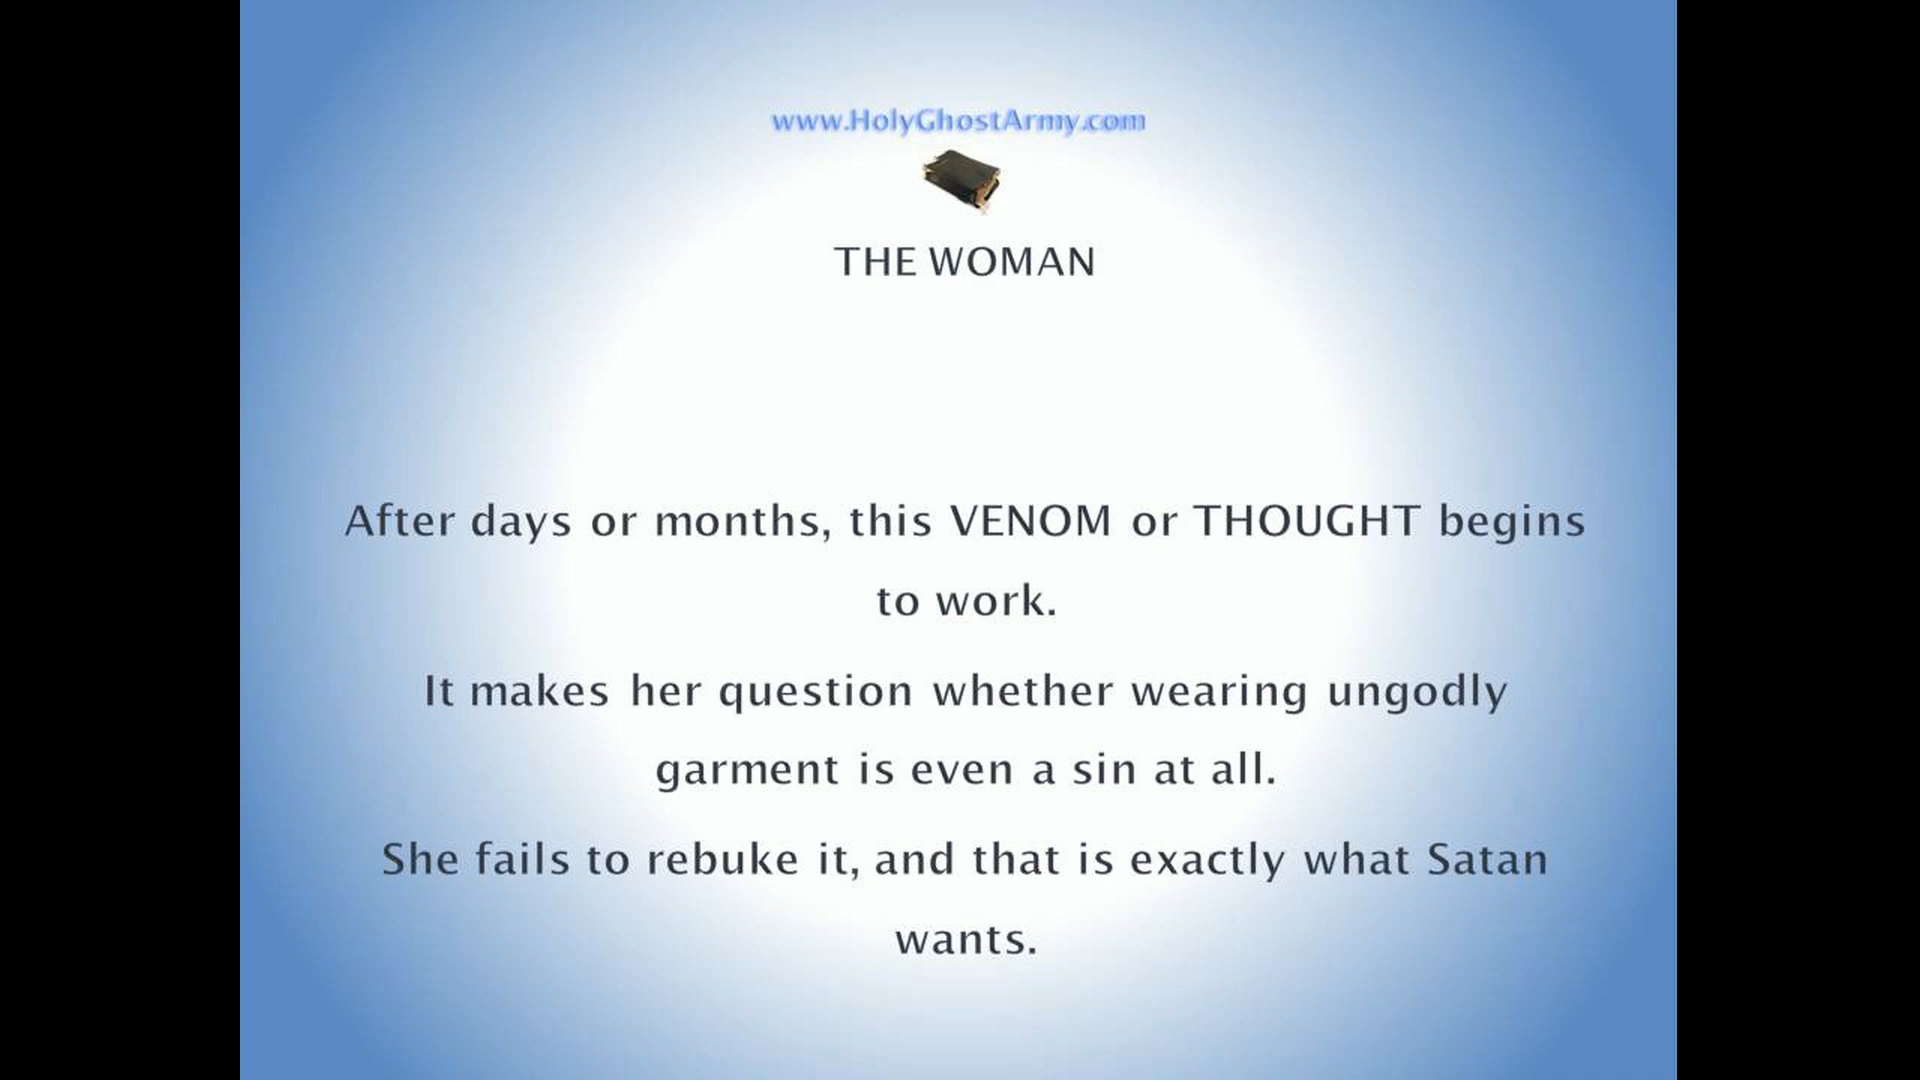 www.HolyGhostArmy.com
THE WOMAN
After days or months, this VENOM or THOUGHT begins
to work.
It makes her question whether wearing ungodly
garment is even a sin at all.
She fails to rebuke it, and that is exactly what Satan
wants.